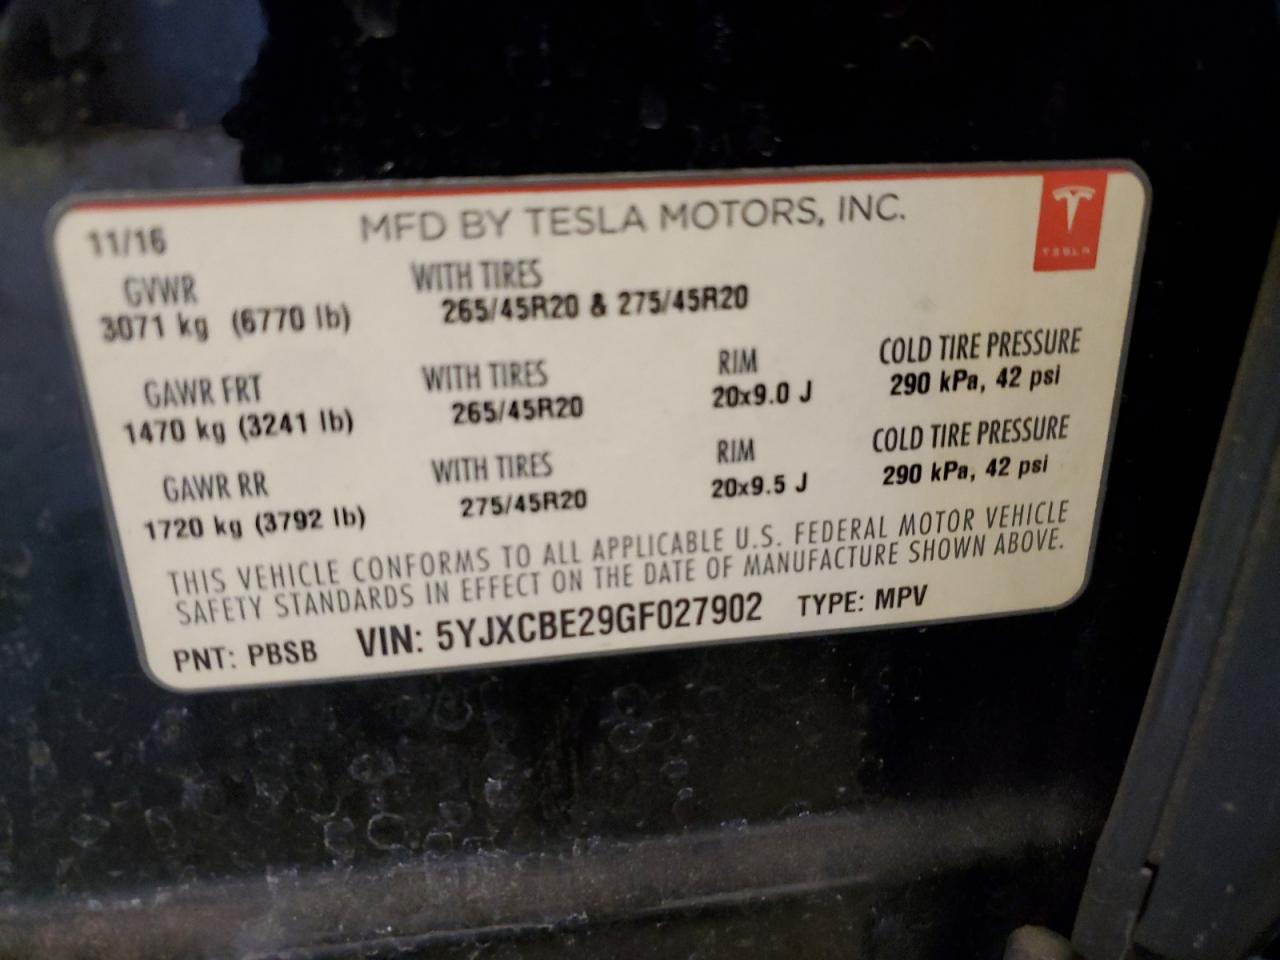 11/16 MFD BY TESLA MOTORS, INC.
TESLA
GVWR WITH TIRES
3071 kg (6770 lb) 265/45R20 & 275/45R20
GAWR FRT WITH TIRES RIM COLD TIRE PRESSURE
1470 kg (3241 lb) 265/45R20 20x9.0 J 290 kPa, 42 psi
GAWR RR WITH TIRES RIM COLD TIRE PRESSURE
1720 kg (3792 lb) 275/45R20 20x9.5 J 290 kPa, 42 psi
THIS VEHICLE CONFORMS TO ALL APPLICABLE U.S. FEDERAL MOTOR VEHICLE
SAFETY STANDARDS IN EFFECT ON THE DATE OF MANUFACTURE SHOWN ABOVE.
PNT: PBSB VIN: 5YJXCBE29GF027902 TYPE: MPV